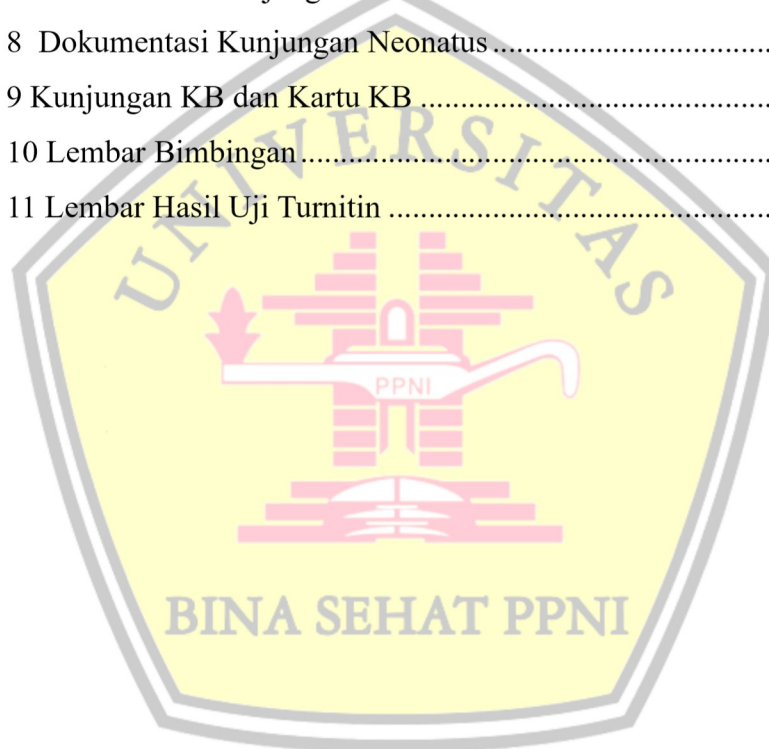 8 Dokumentasi Kunjungan Neonatus ...................................
9 Kunjungan KB dan Kartu KB .............................................
10 Lembar Bimbingan ............................................................
11 Lembar Hasil Uji Turnitin .................................................
UNIVERSITAS
PPNI
BINA SEHAT PPNI